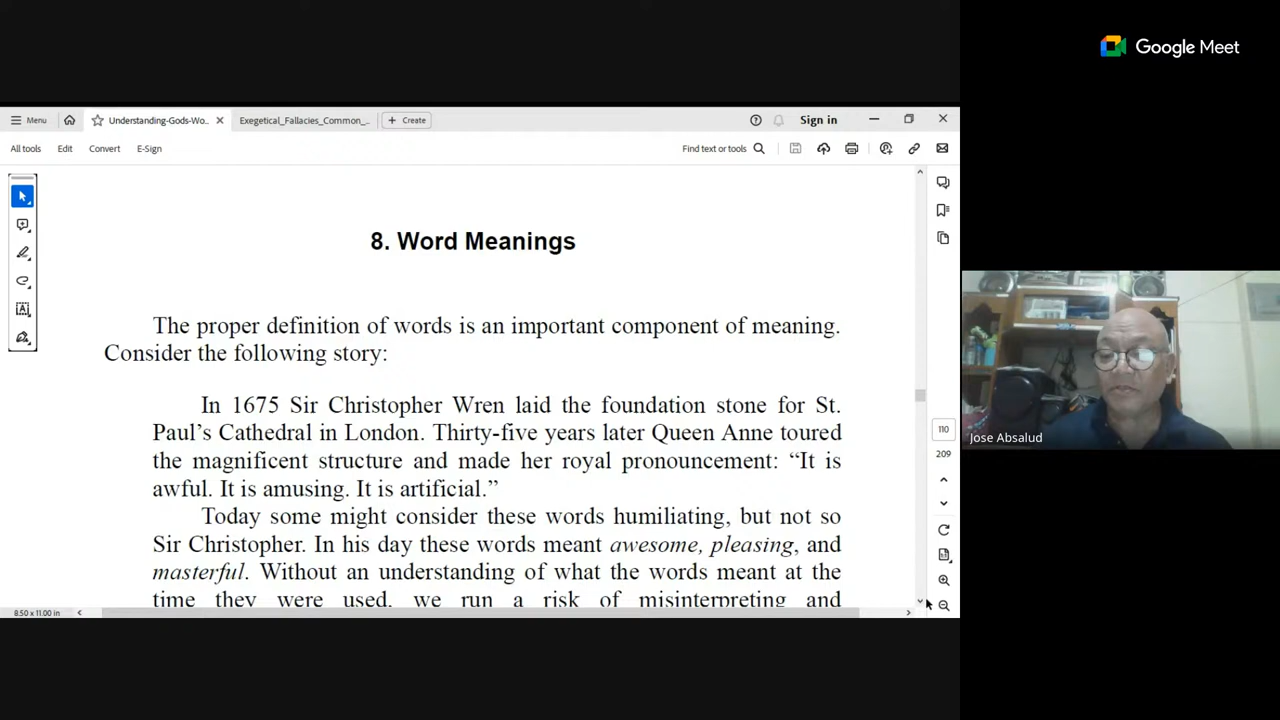 Google Meet
Menu
Understanding-Gods-Wo...
Exegetical_Fallacies_Common_...
Create
Sign in
All tools
Edit
Convert
E-Sign
Find text or tools
8. Word Meanings
The proper definition of words is an important component of meaning.
Consider the following story:
In 1675 Sir Christopher Wren laid the foundation stone for St.
Paul’s Cathedral in London. Thirty-five years later Queen Anne toured
the magnificent structure and made her royal pronouncement: “It is
awful. It is amusing. It is artificial.”
Today some might consider these words humiliating, but not so
Sir Christopher. In his day these words meant awesome, pleasing, and
masterful. Without an understanding of what the words meant at the
time they were used, we run a risk of misinterpreting and
110
209
8.50 x 11.00 in
Jose Absalud